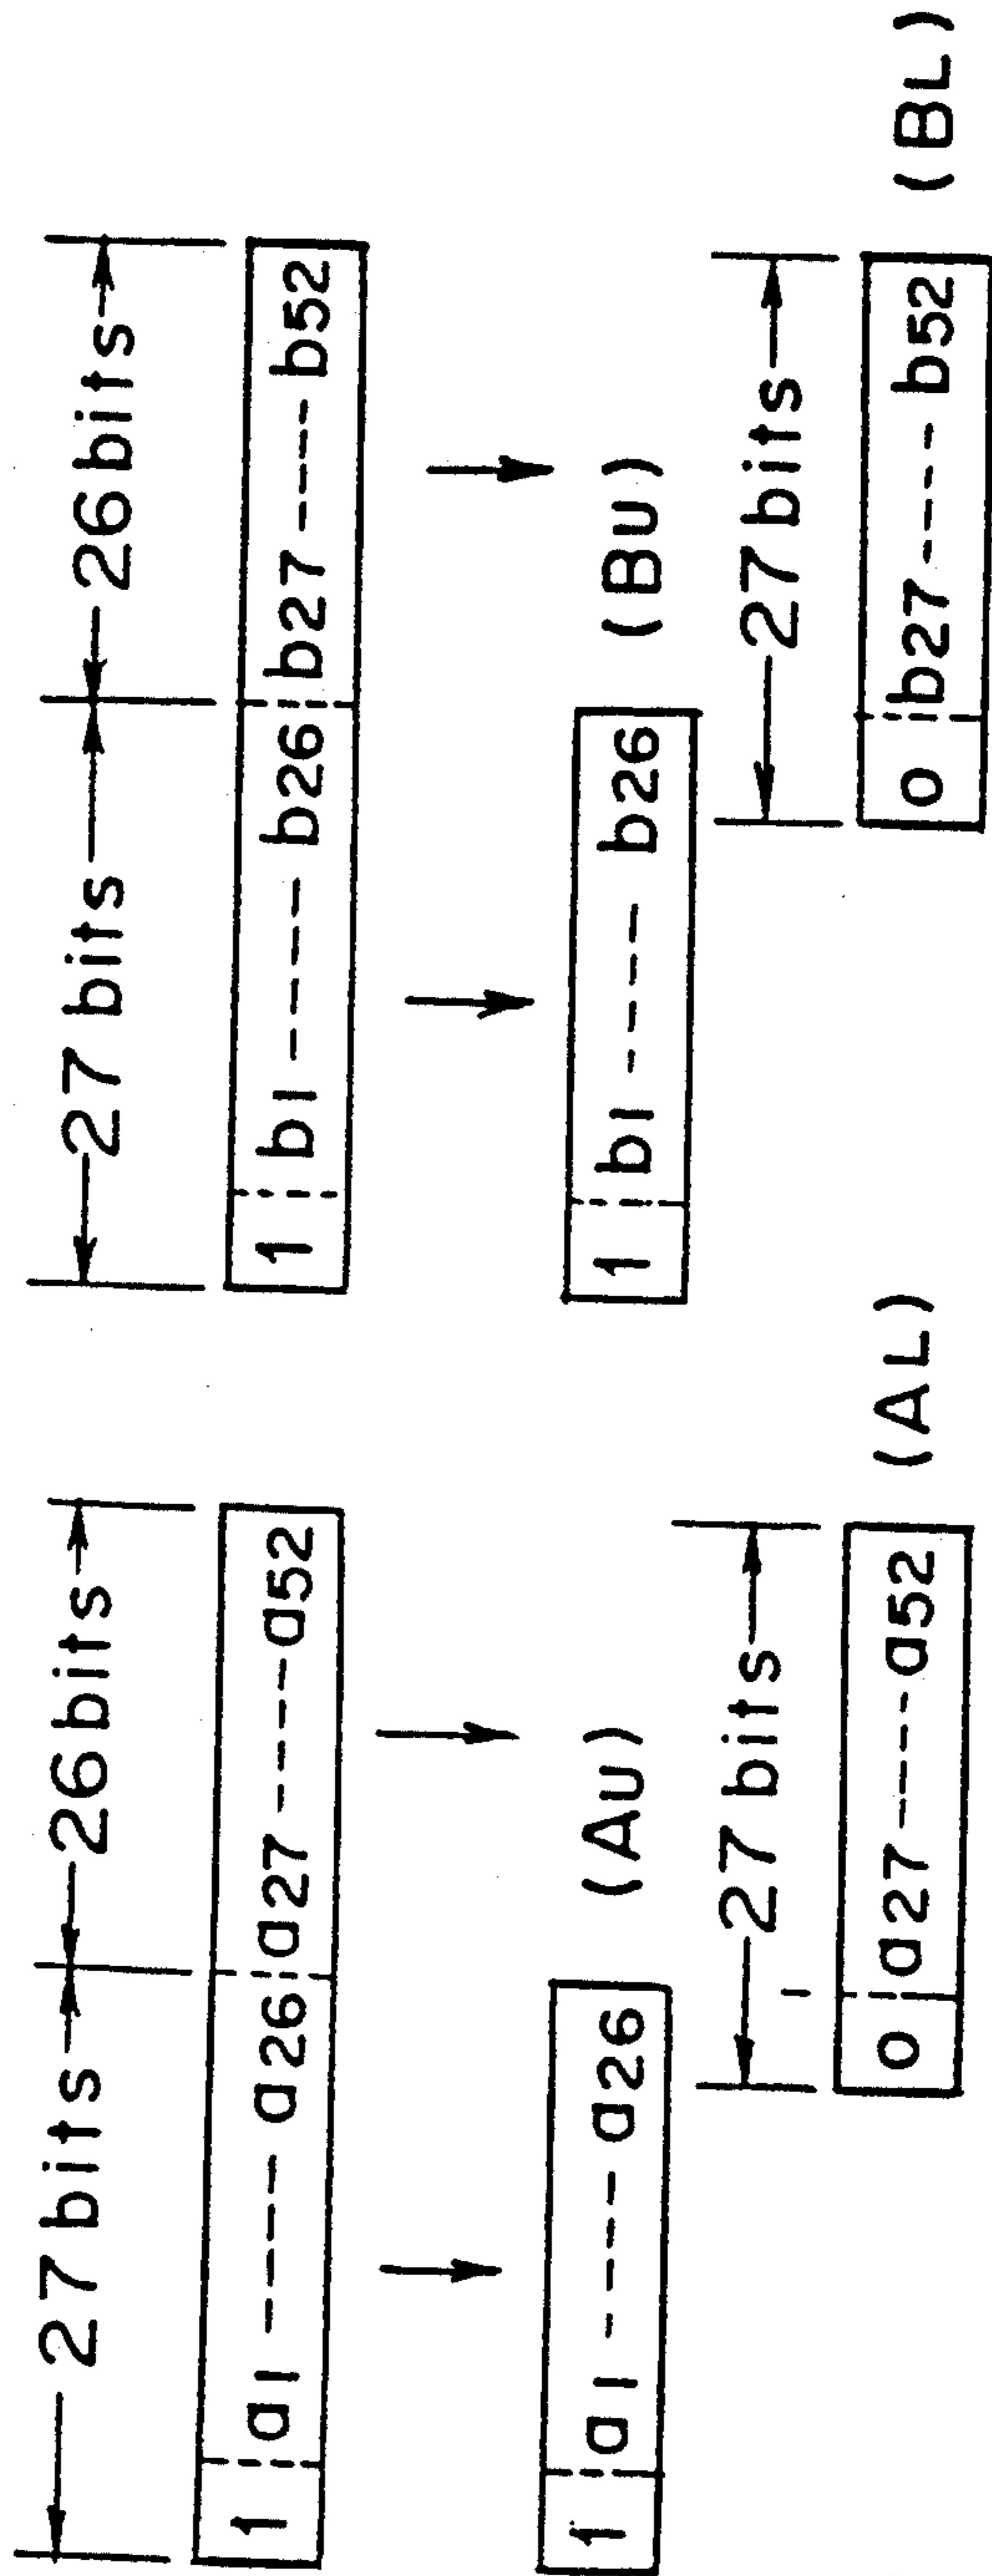 27 bits 26 bits 27 bits 26 bits
1 a1 ----- a26 a27 ----- a52 1 b1 ----- b26 b27 ---- b52
1 a1 ---- a26 (AU) 1 b1 ---- b26 (BU)
27 bits 27 bits
0 a27 ---- a52 (AL) 0 b27 ---- b52 (BL)